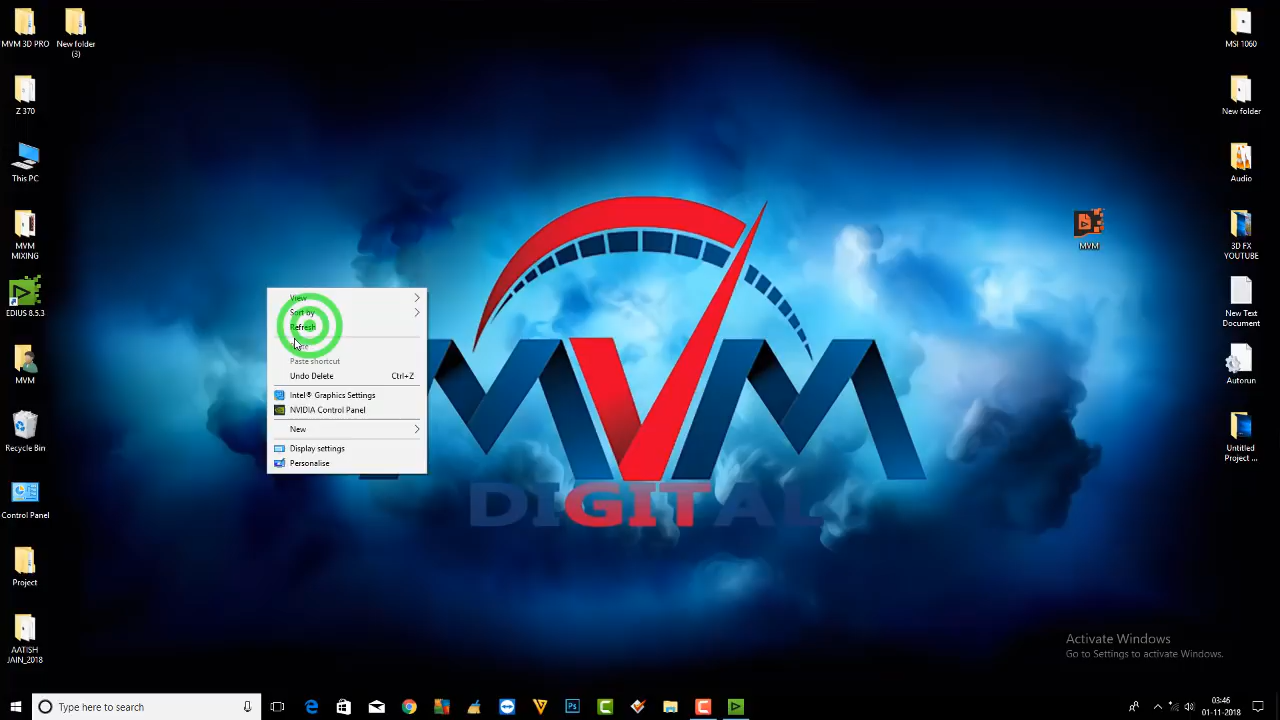 MVM 3D PRO
New folder
(3)
Z 370
This PC
MVM
MIXING
EDIUS 8.5.3
MVM
Recycle Bin
Control Panel
Project
AATISH
JAIN_2018
View
Sort by
Refresh
Paste shortcut
Undo Delete Ctrl+Z
Intel® Graphics Settings
NVIDIA Control Panel
New
Display settings
Personalise
MVM
DIGITAL
MVM
MSI 1060
New folder
Audio
3D FX
YOUTUBE
New Text
Document
Autorun
Untitled
Project ...
Activate Windows
Go to Settings to activate Windows.
Type here to search
Ps
03:46
01-11-2018